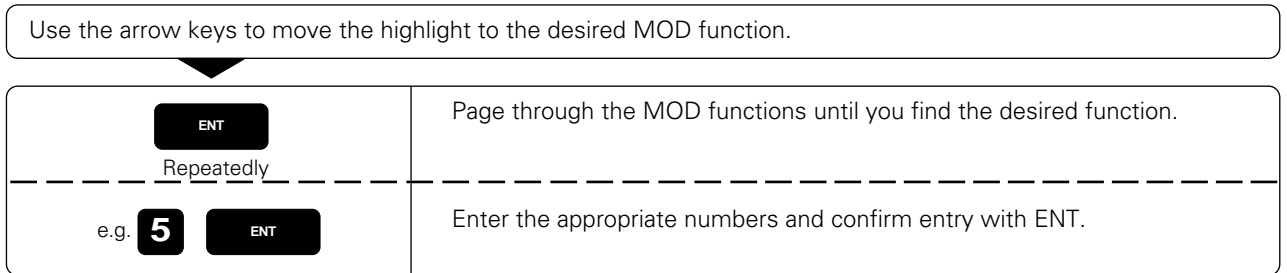 Use the arrow keys to move the highlight to the desired MOD function.
ENT
Repeatedly
Page through the MOD functions until you find the desired function.
e.g. 5 ENT
Enter the appropriate numbers and confirm entry with ENT.